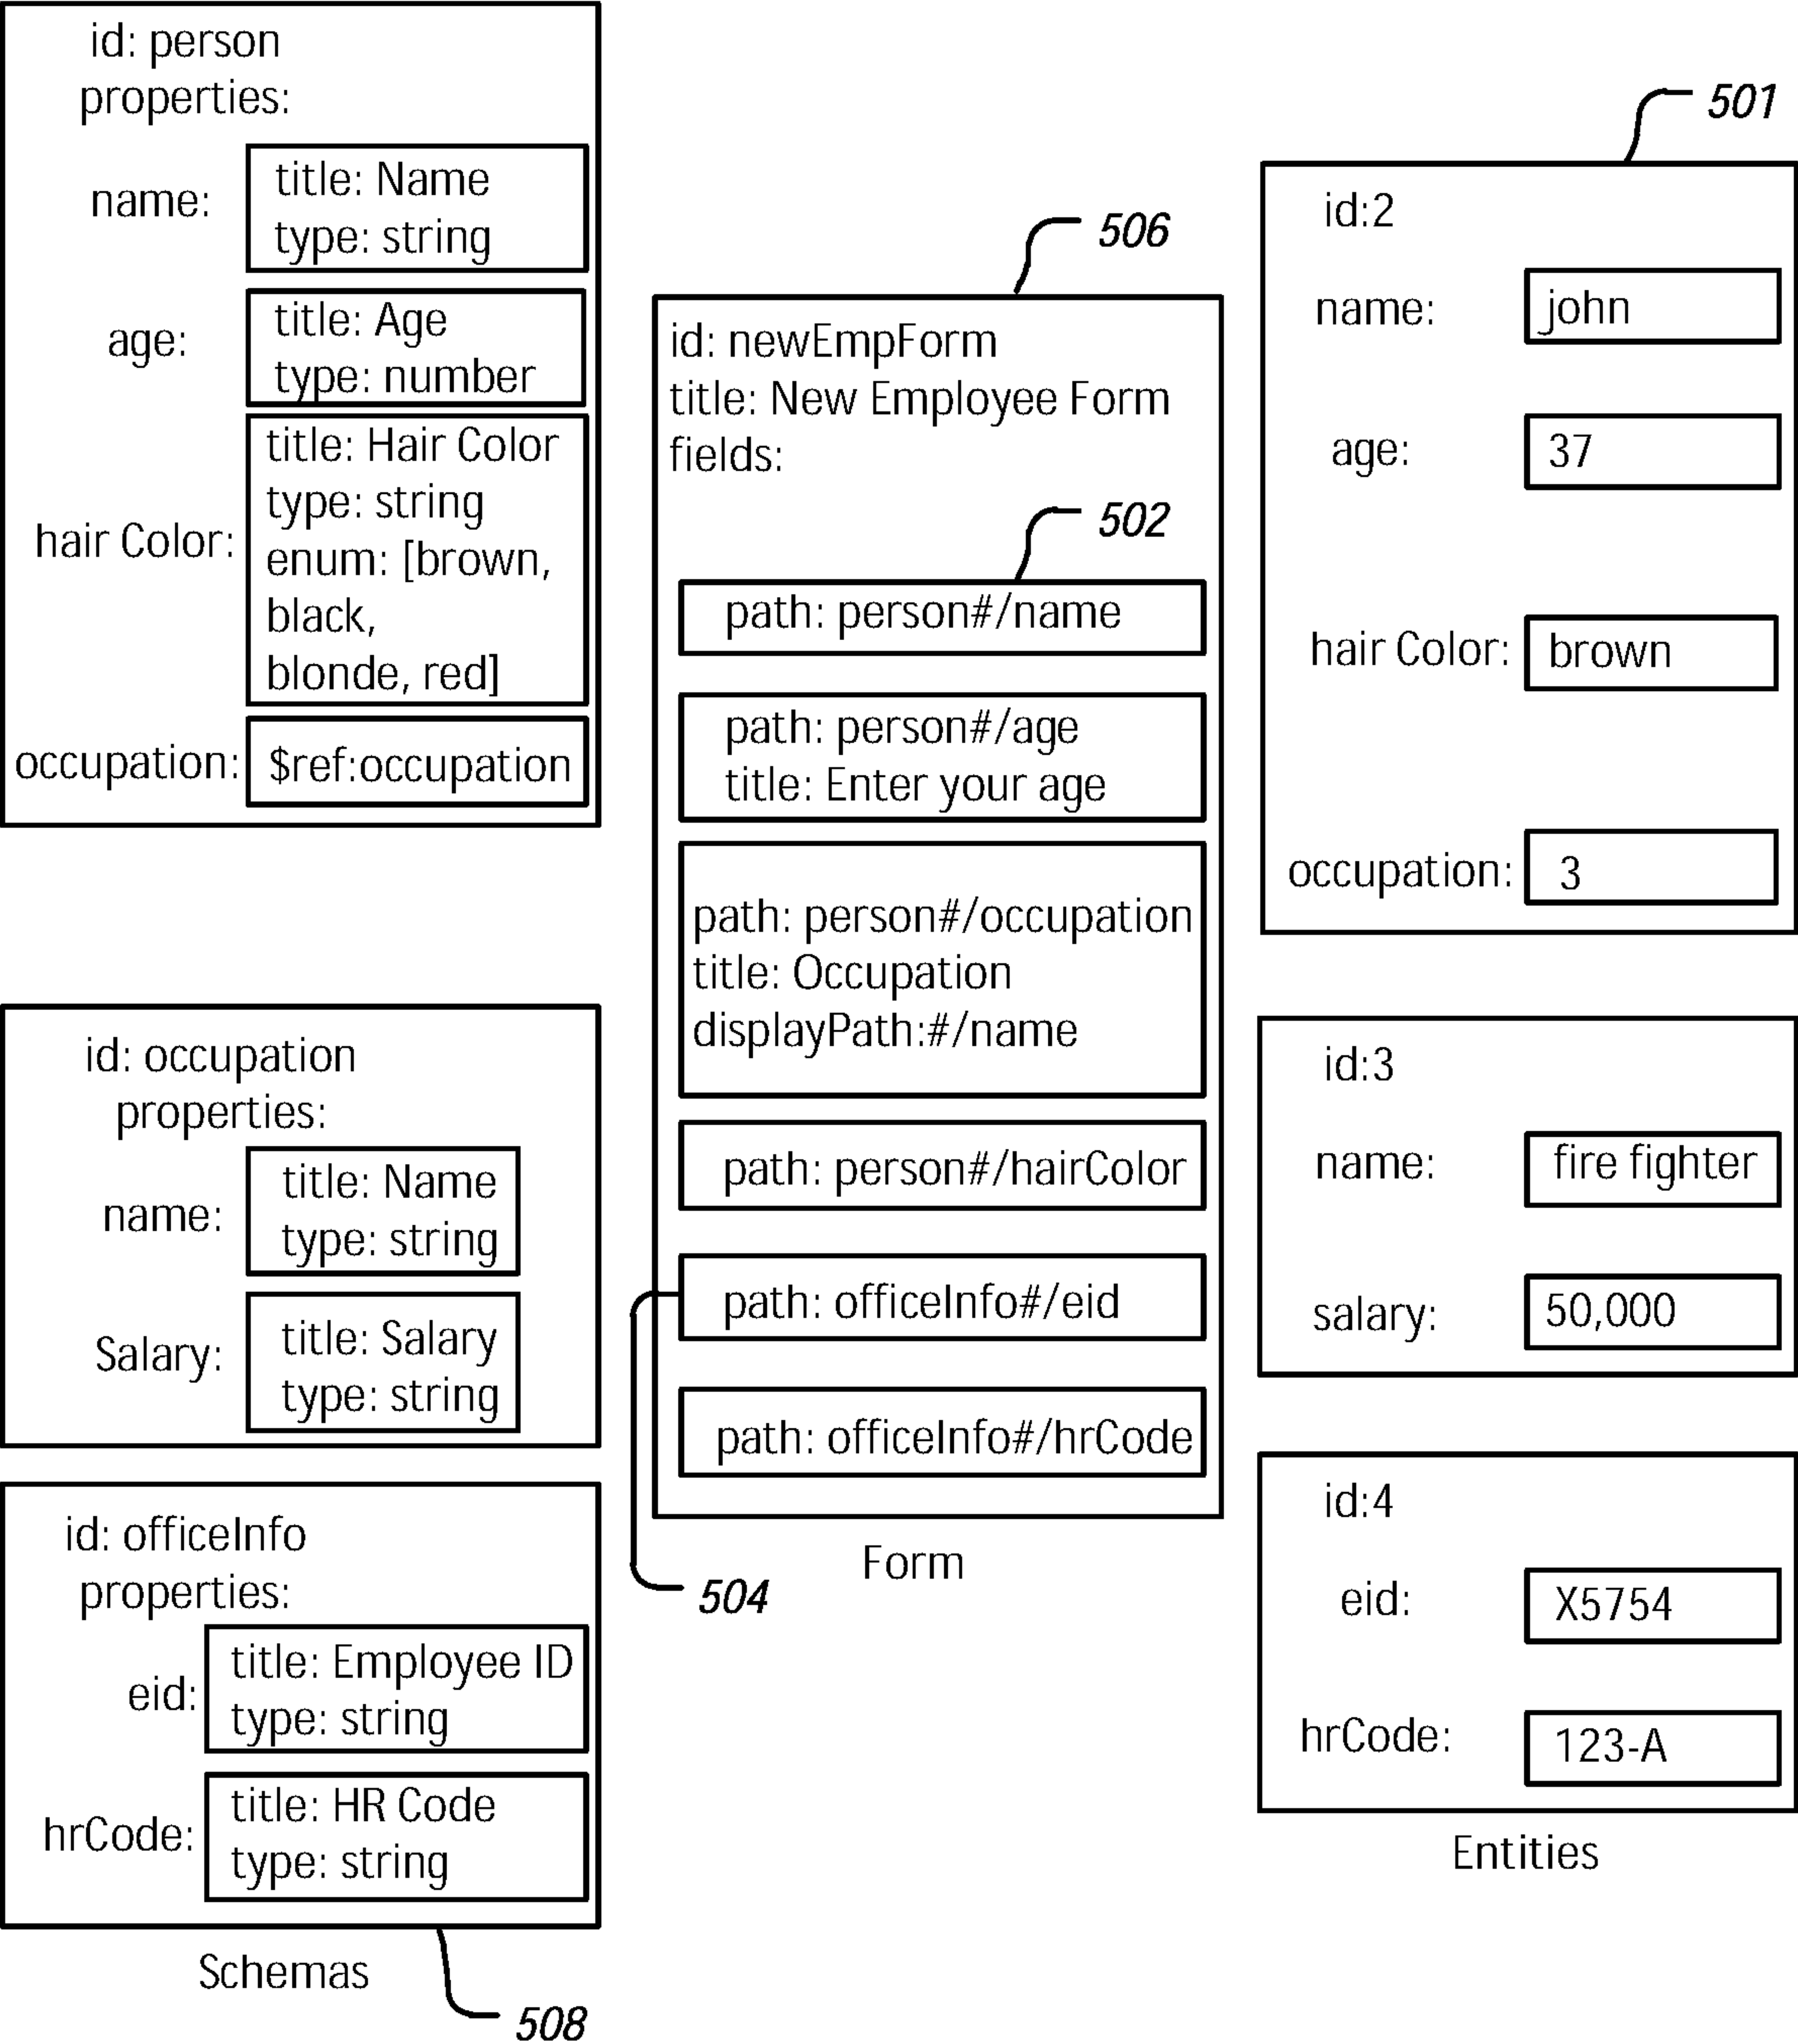 id: person
properties:
name:
title: Name
type: string
age:
title: Age
type: number
hair Color:
title: Hair Color
type: string
enum: [brown,
black,
blonde, red]
occupation:
$ref:occupation
id: occupation
properties:
name:
title: Name
type: string
Salary:
title: Salary
type: string
id: officeInfo
properties:
eid:
title: Employee ID
type: string
hrCode:
title: HR Code
type: string
Schemas
508
506
id: newEmpForm
title: New Employee Form
fields:
502
path: person#/name
path: person#/age
title: Enter your age
path: person#/occupation
title: Occupation
displayPath:#/name
path: person#/hairColor
path: officeInfo#/eid
path: officeInfo#/hrCode
Form
504
501
id:2
name:
john
age:
37
hair Color:
brown
occupation:
3
id:3
name:
fire fighter
salary:
50,000
id:4
eid:
X5754
hrCode:
123-A
Entities